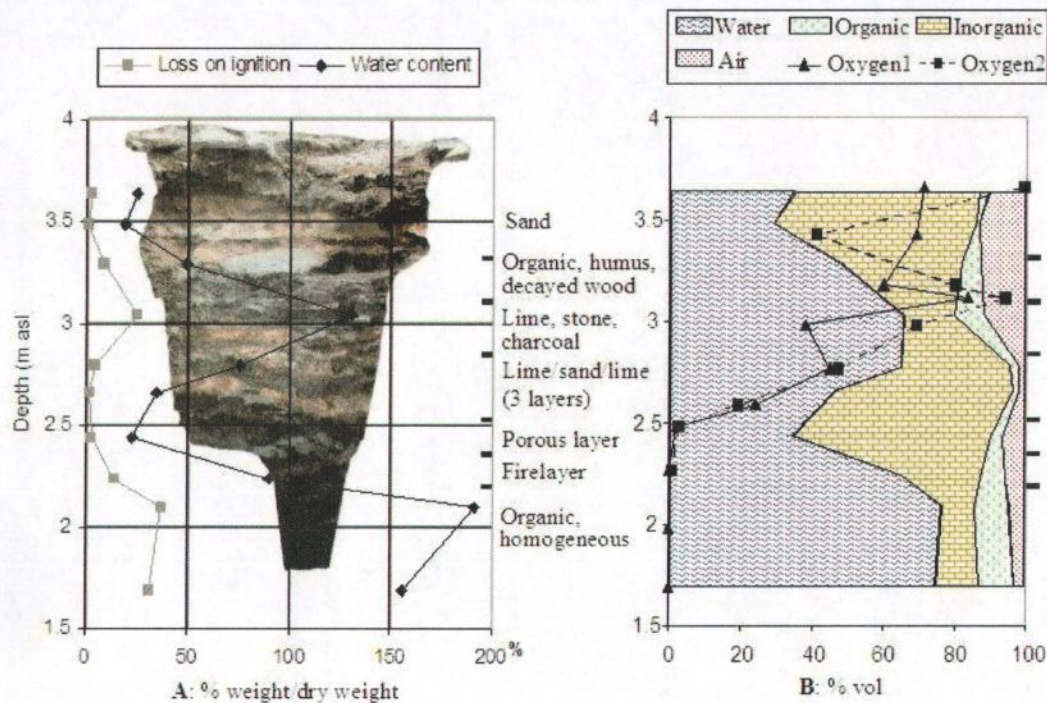 Loss on ignition Water content
Water Organic Inorganic
Air Oxygen1 Oxygen2
Depth (m asl)
4
3.5
3
2.5
2
1.5
0 50 100 150 200 %
A: % weight/dry weight
Sand
Organic, humus,
decayed wood
Lime, stone,
charcoal
Lime/sand/lime
(3 layers)
Porous layer
Firelayer
Organic,
homogeneous
4
3.5
3
2.5
2
1.5
0 20 40 60 80 100
B: % vol